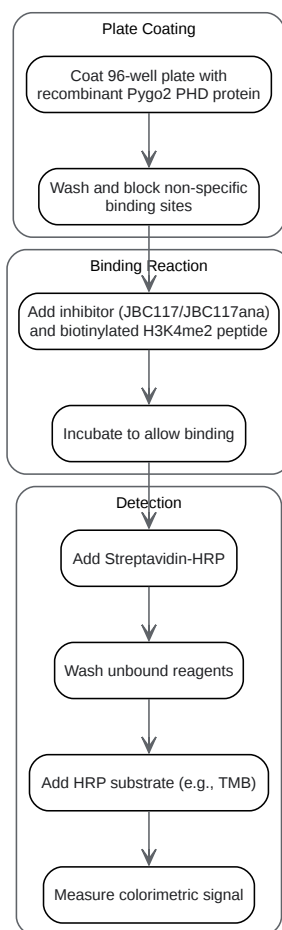 Plate Coating
Coat 96-well plate with
recombinant Pygo2 PHD protein
Wash and block non-specific
binding sites
Binding Reaction
Add inhibitor (JBC117/JBC117ana)
and biotinylated H3K4me2 peptide
Incubate to allow binding
Detection
Add Streptavidin-HRP
Wash unbound reagents
Add HRP substrate (e.g., TMB)
Measure colorimetric signal